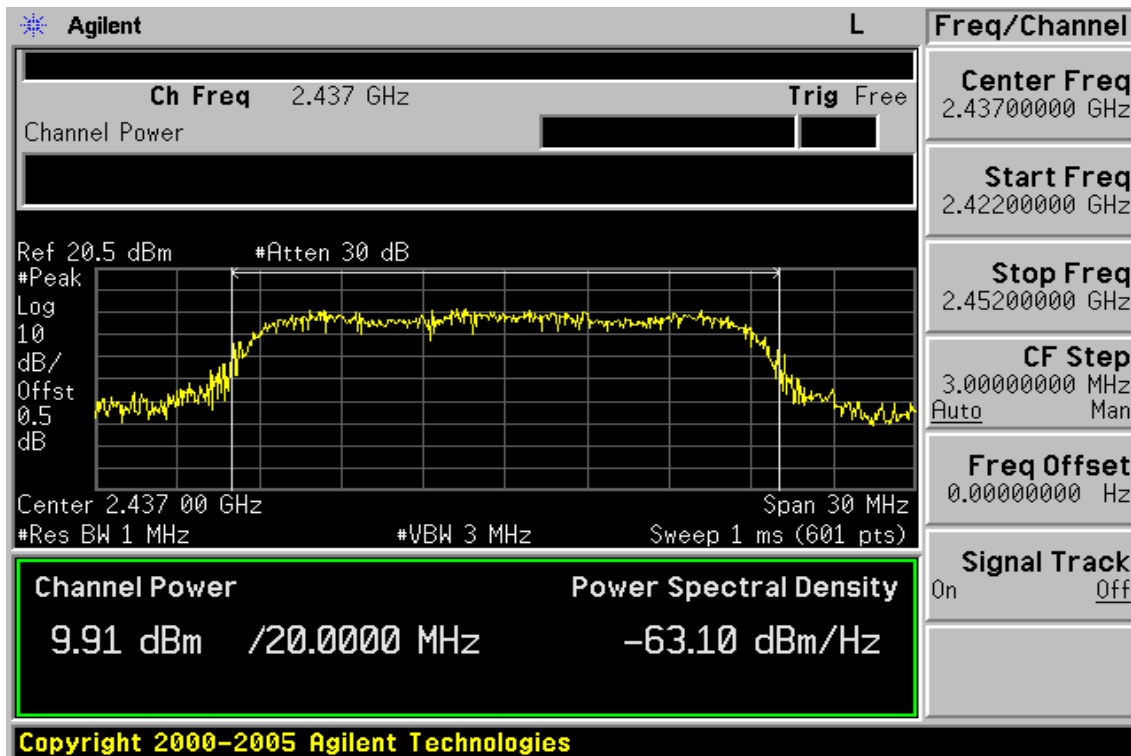 Agilent L Freq/Channel
Ch Freq 2.437 GHz Trig Free
Channel Power
Center Freq
2.43700000 GHz
Start Freq
2.42200000 GHz
Stop Freq
2.45200000 GHz
CF Step
3.00000000 MHz
Auto Man
Freq Offset
0.00000000 Hz
Signal Track
On Off
Ref 20.5 dBm #Atten 30 dB
#Peak
Log
10
dB/
Offst
0.5
dB
Center 2.437 00 GHz Span 30 MHz
#Res BW 1 MHz #VBW 3 MHz Sweep 1 ms (601 pts)
Channel Power Power Spectral Density
9.91 dBm /20.0000 MHz -63.10 dBm/Hz
Copyright 2000-2005 Agilent Technologies